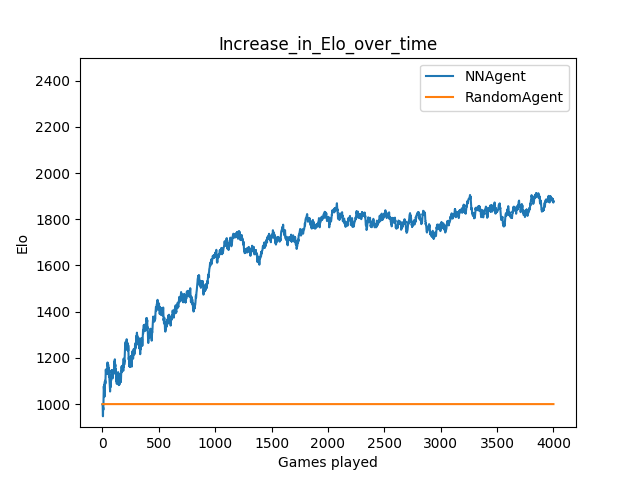 Increase_in_Elo_over_time
NNAgent
RandomAgent
2400
2200
2000
1800
1600
1400
1200
1000
Elo
0 500 1000 1500 2000 2500 3000 3500 4000
Games played